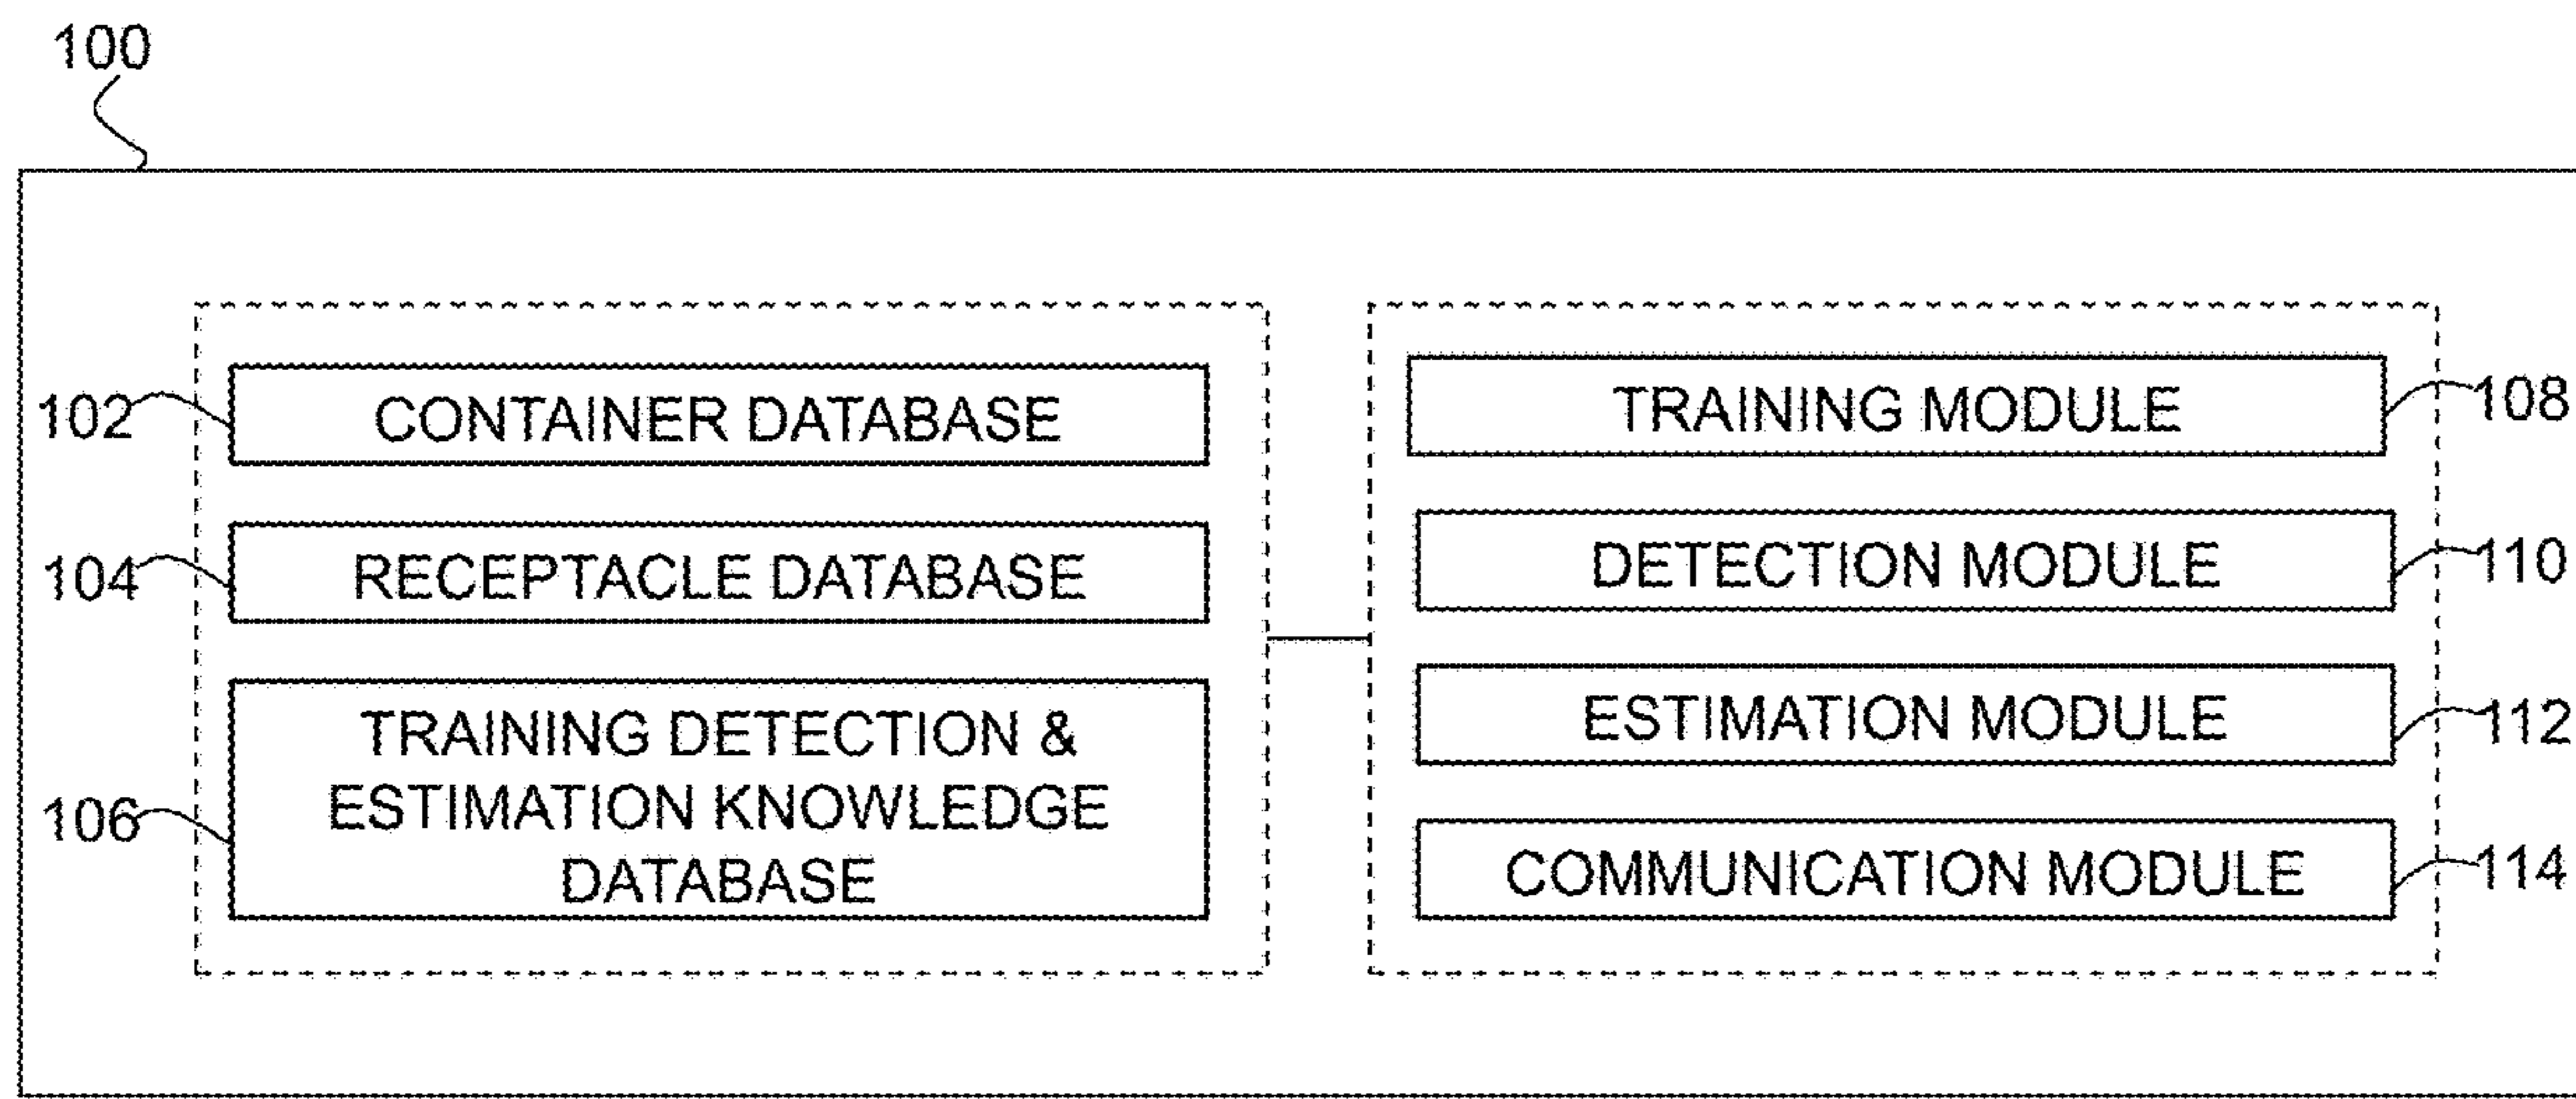 100
102
CONTAINER DATABASE
104
RECEPTACLE DATABASE
106
TRAINING DETECTION &
ESTIMATION KNOWLEDGE
DATABASE
TRAINING MODULE
108
DETECTION MODULE
110
ESTIMATION MODULE
112
COMMUNICATION MODULE
114